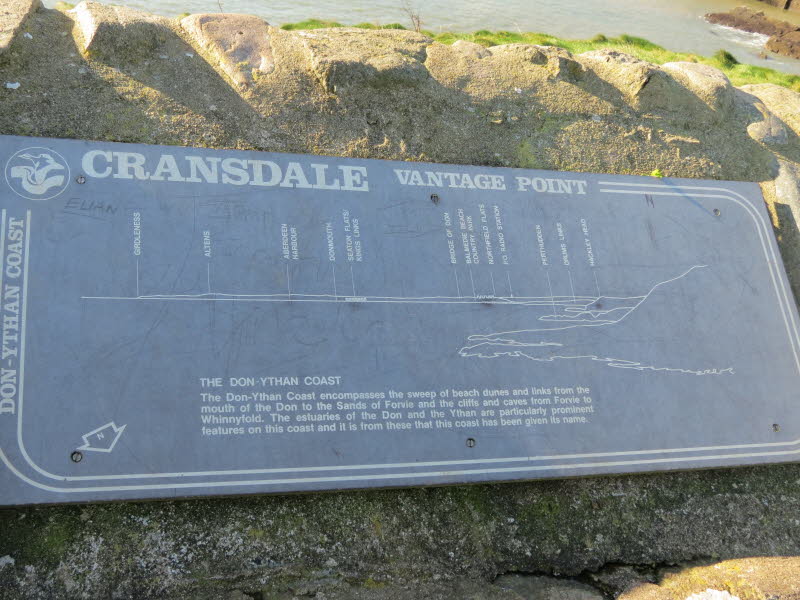 CRANSDALE VANTAGE POINT
DON-YTHAN COAST
ELIAN
GIRDLENESS
ALTENS
ABERDEEN
HARBOUR
DONMOUTH
SEATON FLATS/
KINGS LINKS
BRIDGE OF DON
BALMEDIE BEACH
COUNTRY PARK
NORTHFIELD FLATS
P.O. RADIO STATION
PERTHUDDEN
DRUMS LINKS
HACKLEY HEAD
THE DON-YTHAN COAST
The Don-Ythan Coast encompasses the sweep of beach dunes and links from the
mouth of the Don to the Sands of Forvie and the cliffs and caves from Forvie to
Whinnyfold. The estuaries of the Don and the Ythan are particularly prominent
features on this coast and it is from these that this coast has been given its name.
N